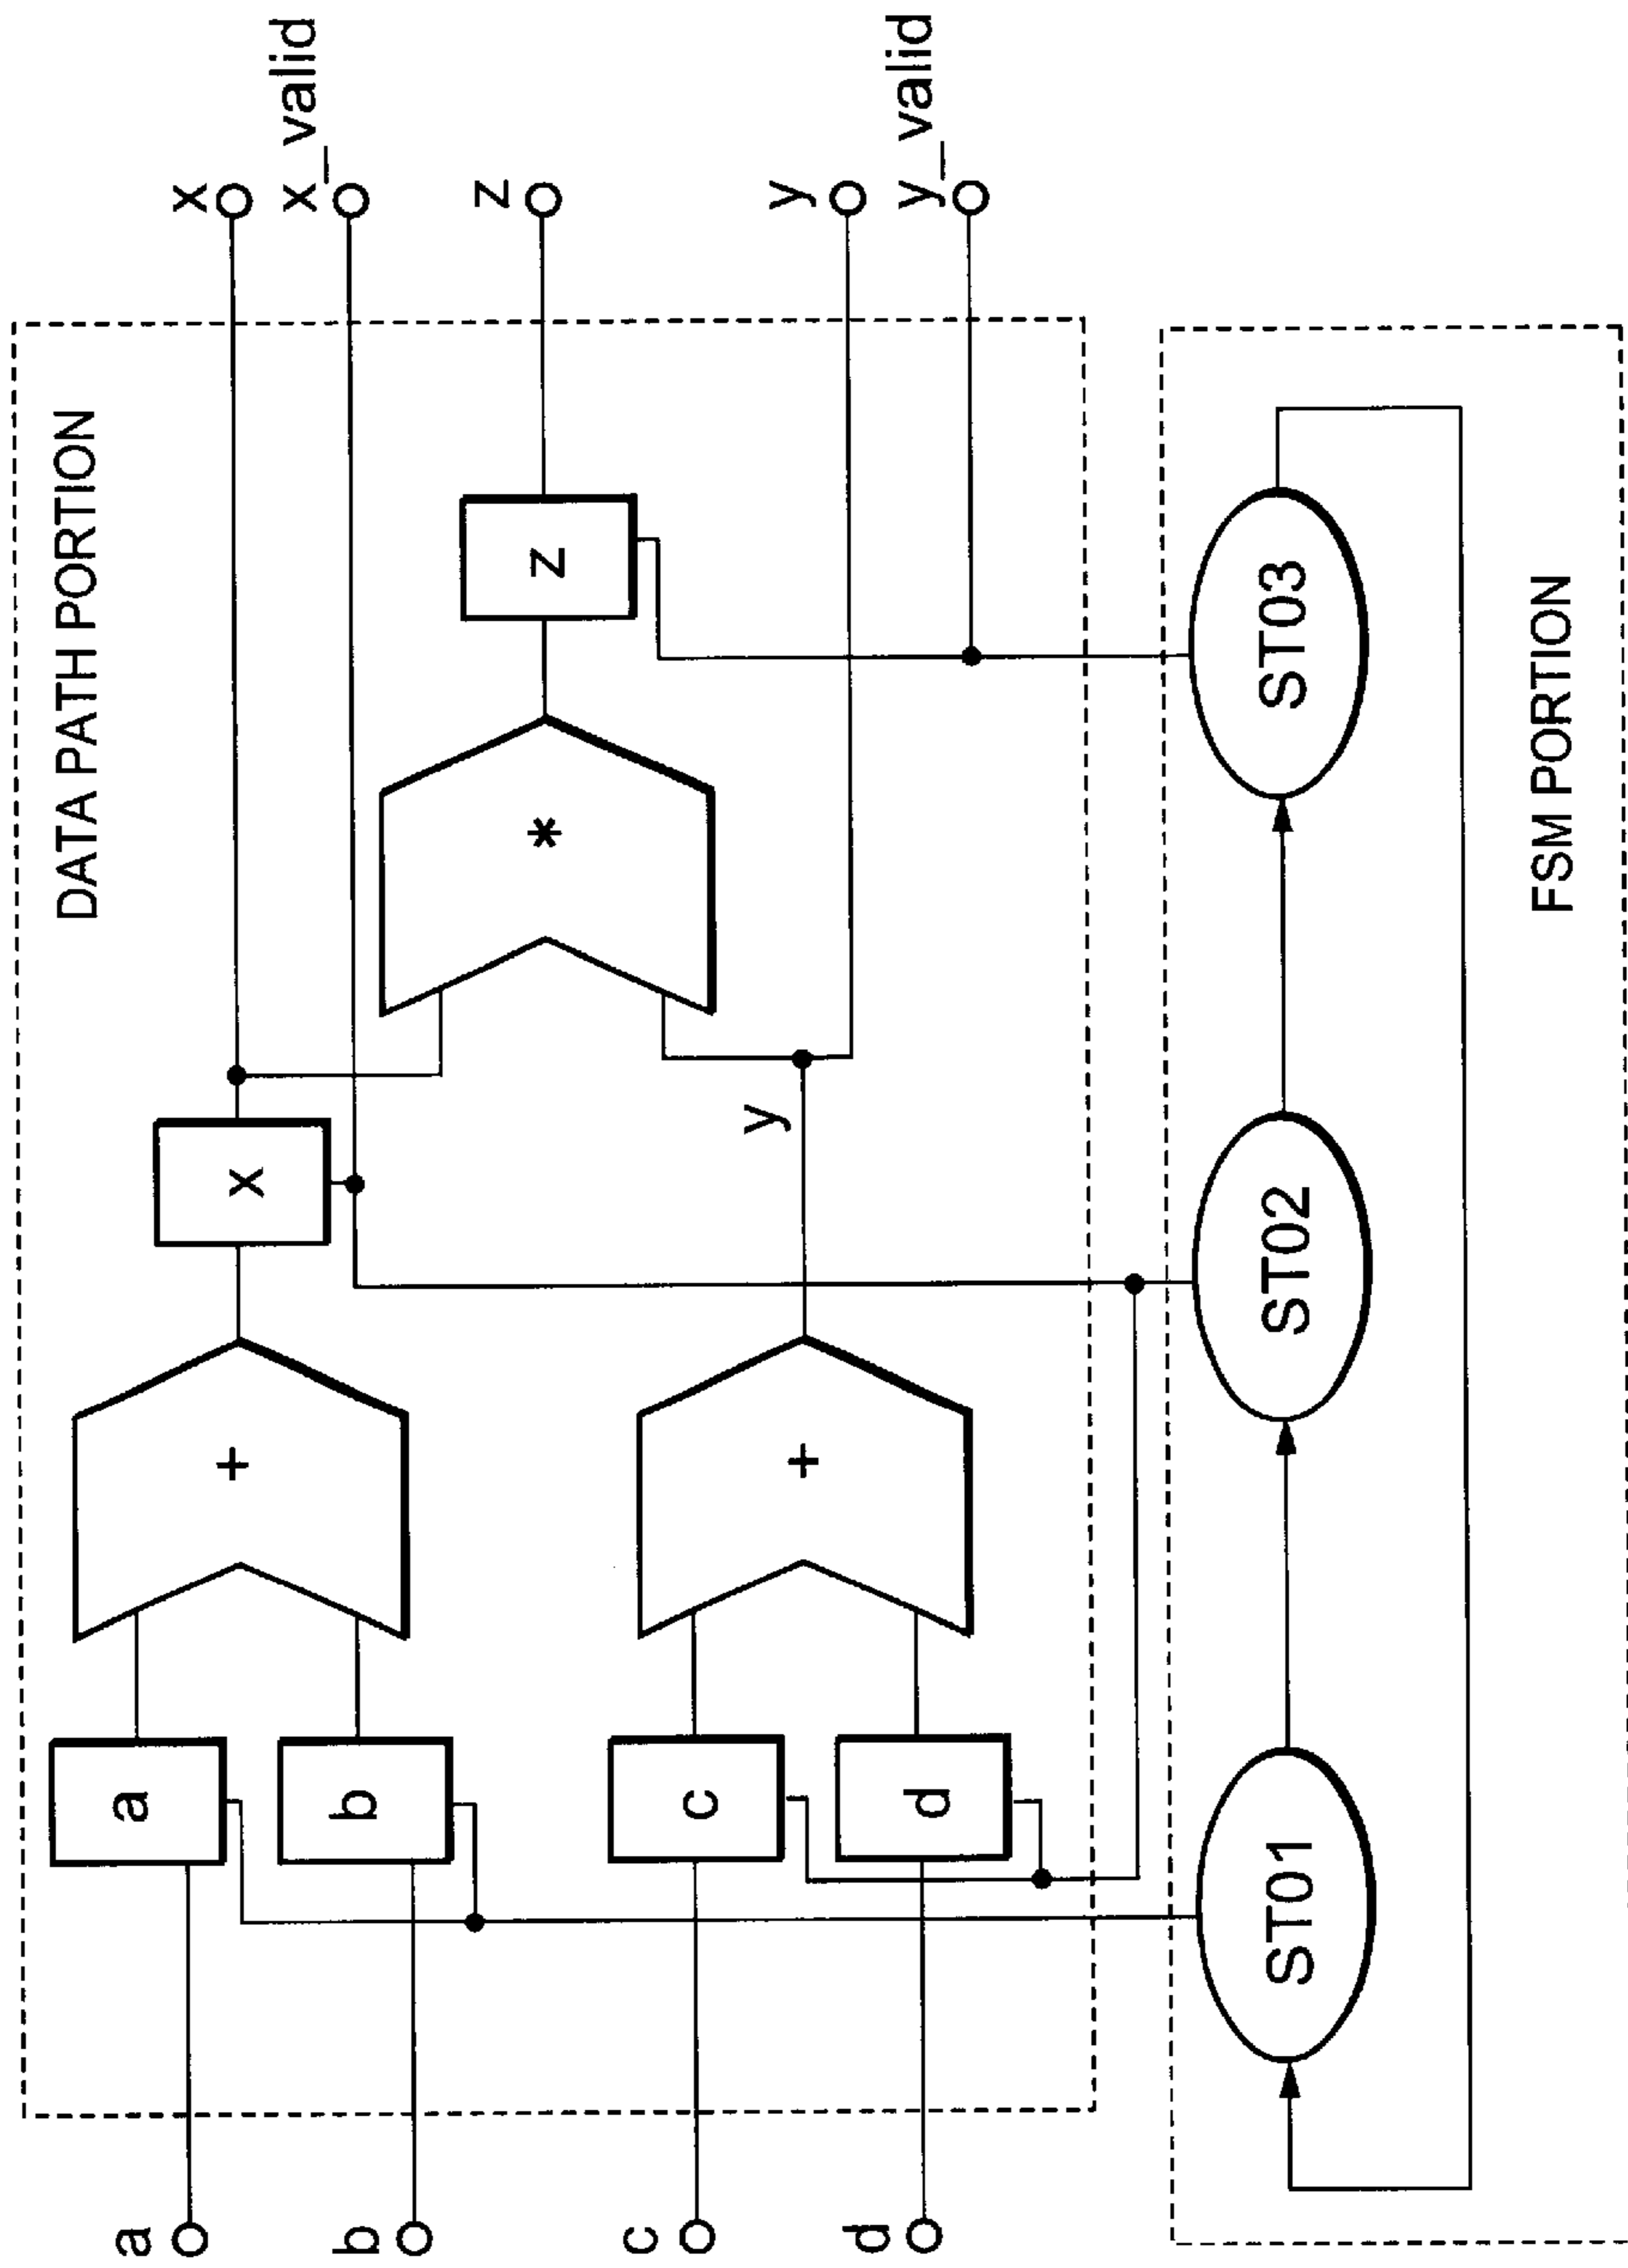 DATA PATH PORTION
a
a
+
x
x
x_valid
b
b
*
z
z
c
c
+
y
y
d
d
y_valid
ST01
ST02
ST03
FSM PORTION